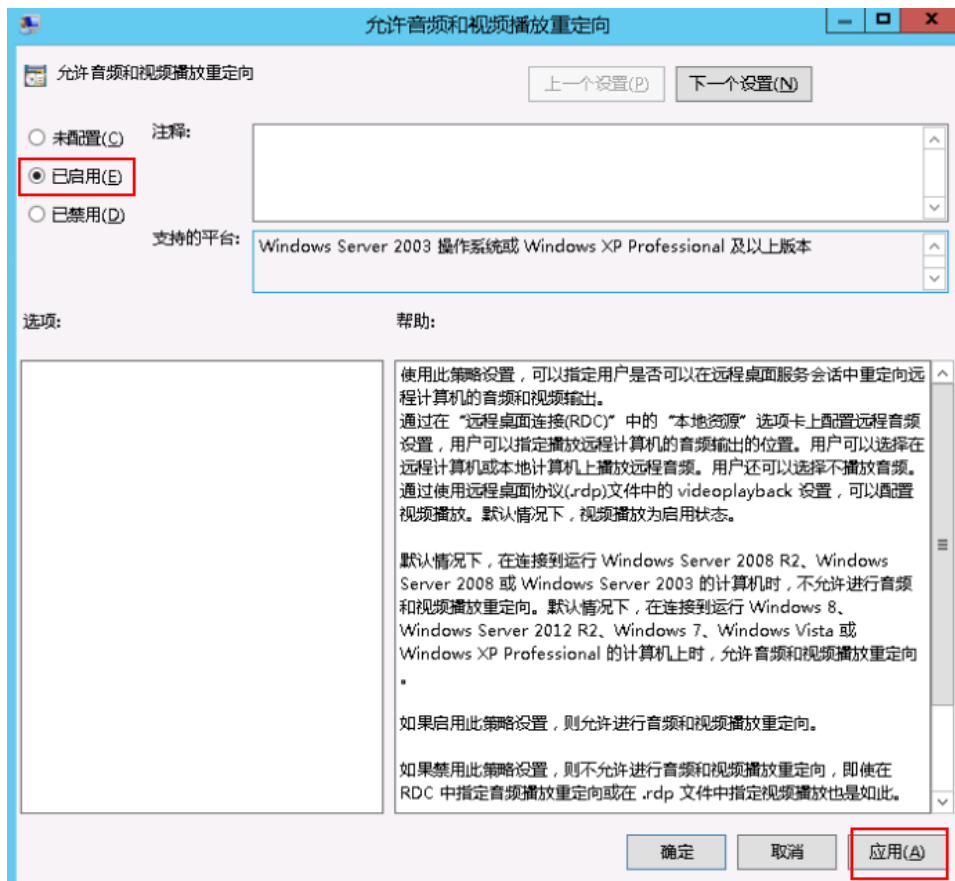 允许音频和视频播放重定向
允许音频和视频播放重定向
上一个设置(P)
下一个设置(N)
未配置(C)
注释:
已启用(E)
已禁用(D)
支持的平台:
Windows Server 2003 操作系统或 Windows XP Professional 及以上版本
选项:
帮助:
使用此策略设置，可以指定用户是否可以在远程桌面服务会话中重定向远
程计算机的音频和视频输出。
通过在“远程桌面连接(RDC)”中的“本地资源”选项卡上配置远程音频
设置，用户可以指定播放远程计算机的音频输出的位置。用户可以选择在
远程计算机或本地计算机上播放远程音频。用户还可以选择不播放音频。
通过使用远程桌面协议(.rdp)文件中的 videoplayback 设置，可以配置
视频播放。默认情况下，视频播放为启用状态。
默认情况下，在连接到运行 Windows Server 2008 R2、Windows
Server 2008 或 Windows Server 2003 的计算机时，不允许进行音频
和视频播放重定向。默认情况下，在连接到运行 Windows 8、
Windows Server 2012 R2、Windows 7、Windows Vista 或
Windows XP Professional 的计算机上时，允许音频和视频播放重定向
。
如果启用此策略设置，则允许进行音频和视频播放重定向。
如果禁用此策略设置，则不允许进行音频和视频播放重定向，即使在
RDC 中指定音频播放重定向或在 .rdp 文件中指定视频播放也是如此。
确定
取消
应用(A)